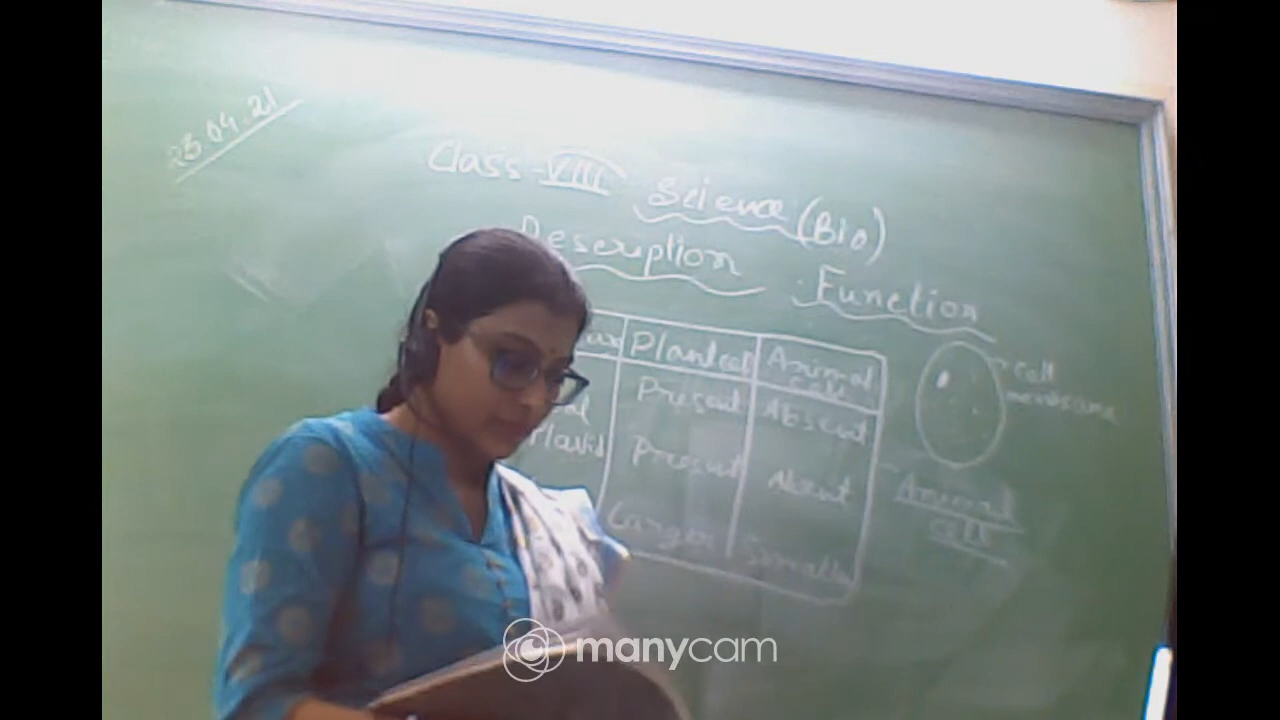 23.04.21
Class-VIII Science (Bio)
Description Function
Plant cell Animal cell
Present Absent
Present Absent
Larger Smaller
cell
membrane
Animal
cell
manycam